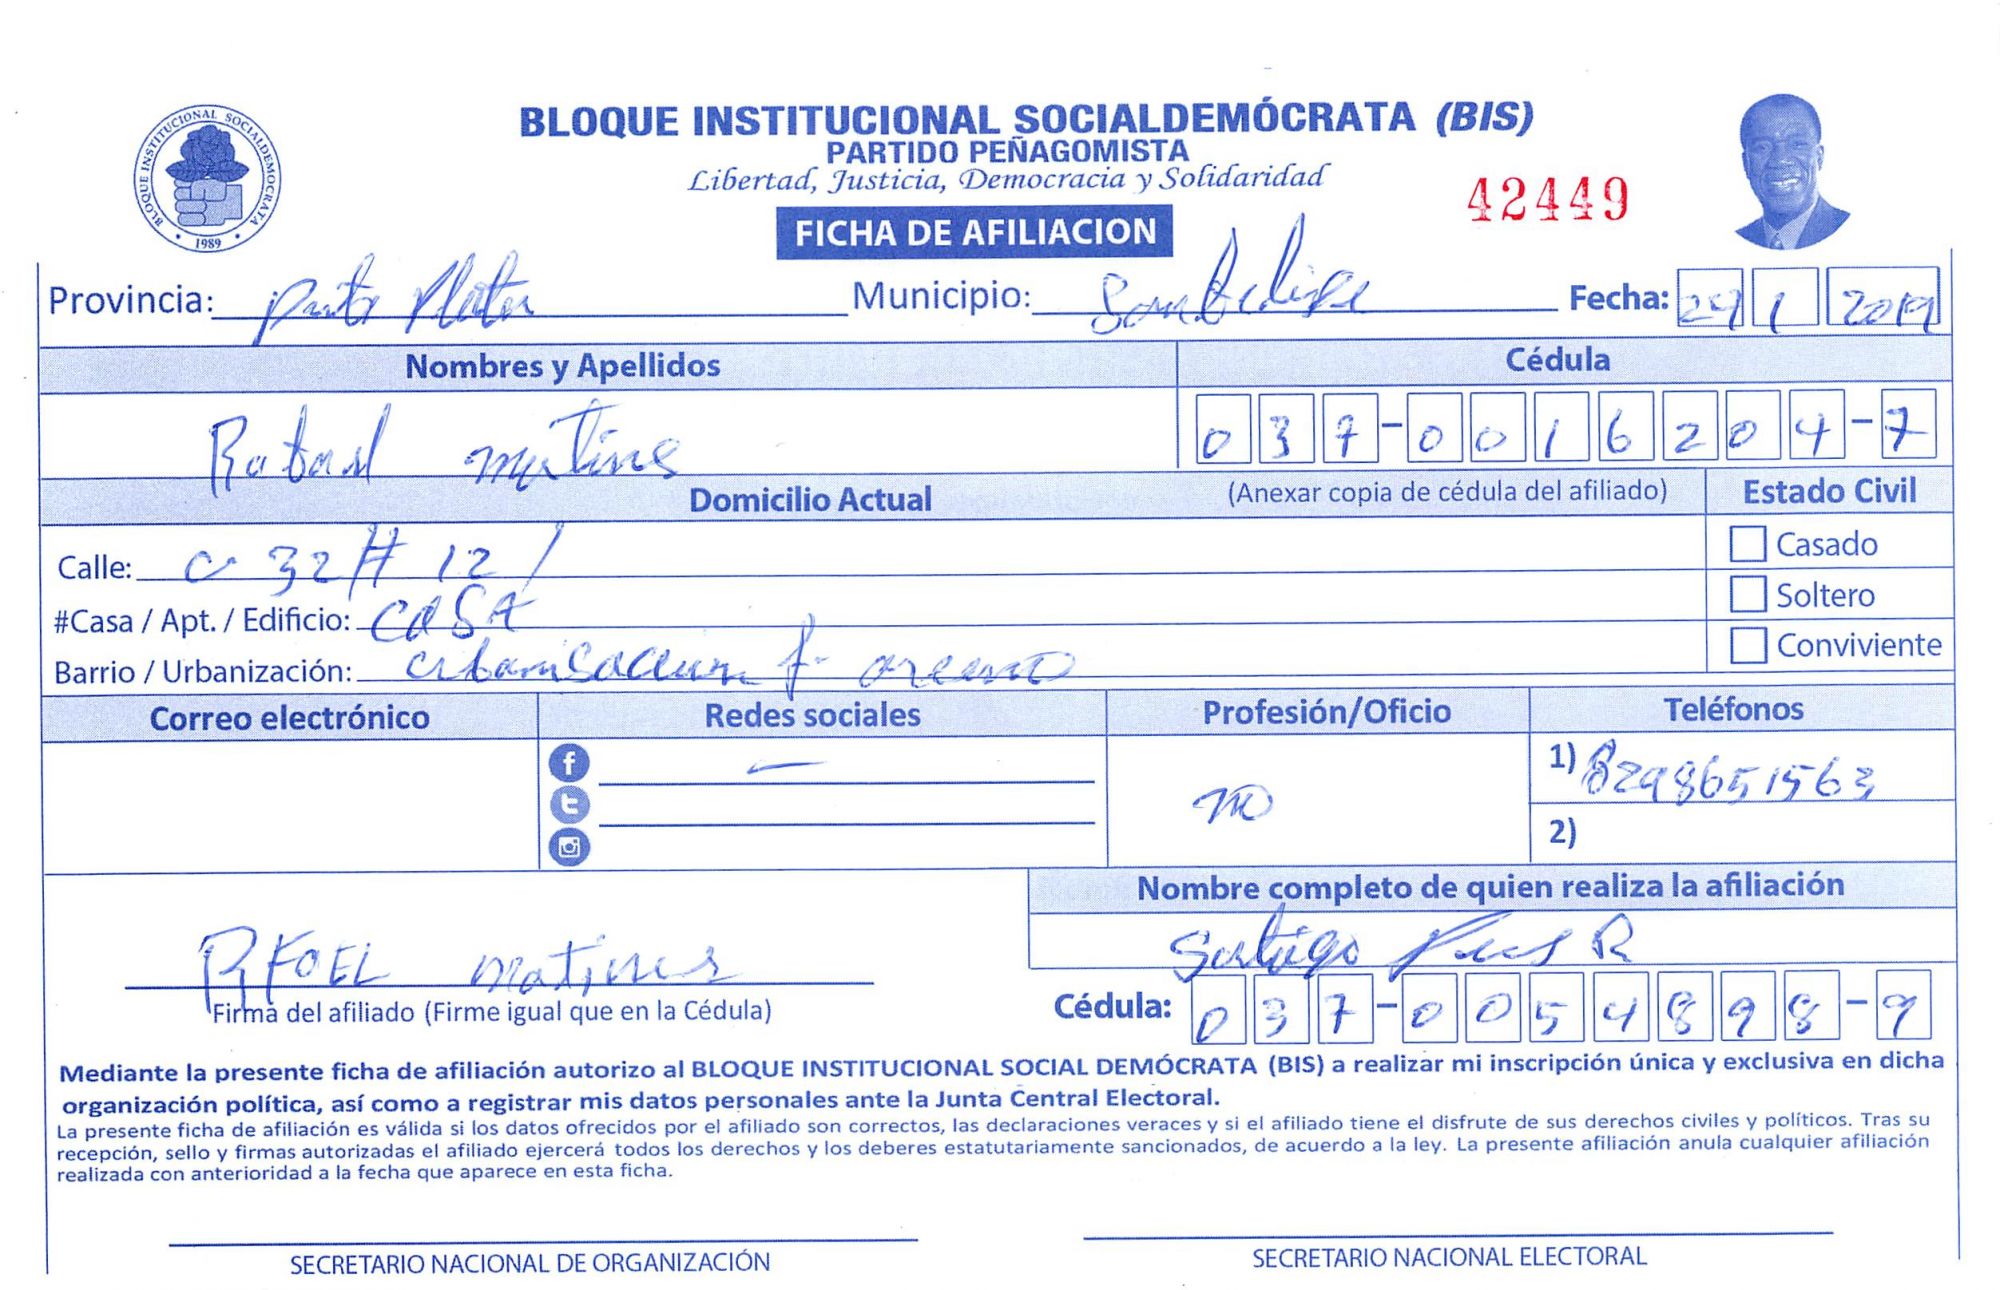 BLOQUE INSTITUCIONAL SOCIALDEMÓCRATA (BIS)
PARTIDO PEÑAGOMISTA
Libertad, Justicia, Democracia y Solidaridad
42449
BLOQUE INSTITUCIONAL SOCIALDEMOCRATA
1989
FICHA DE AFILIACION
Provincia: Puto Plata Municipio: Fecha: 29 1 2019
Nombres y Apellidos Cédula
Rafael 037-0016204-7
Domicilio Actual (Anexar copia de cédula del afiliado) Estado Civil
Calle: C 32 # 12 Casado
#Casa / Apt. / Edificio: CASA Soltero
Barrio / Urbanización: Conviviente
Correo electrónico Redes sociales Profesión/Oficio Teléfonos
no 1) 8298651563
2)
Nombre completo de quien realiza la afiliación
RFAEL Santiago R
Firma del afiliado (Firme igual que en la Cédula) Cédula: 037-0054898-9
Mediante la presente ficha de afiliación autorizo al BLOQUE INSTITUCIONAL SOCIAL DEMÓCRATA (BIS) a realizar mi inscripción única y exclusiva en dicha
organización política, así como a registrar mis datos personales ante la Junta Central Electoral.
La presente ficha de afiliación es válida si los datos ofrecidos por el afiliado son correctos, las declaraciones veraces y si el afiliado tiene el disfrute de sus derechos civiles y políticos. Tras su
recepción, sello y firmas autorizadas el afiliado ejercerá todos los derechos y los deberes estatutariamente sancionados, de acuerdo a la ley. La presente afiliación anula cualquier afiliación
realizada con anterioridad a la fecha que aparece en esta ficha.
SECRETARIO NACIONAL DE ORGANIZACIÓN SECRETARIO NACIONAL ELECTORAL